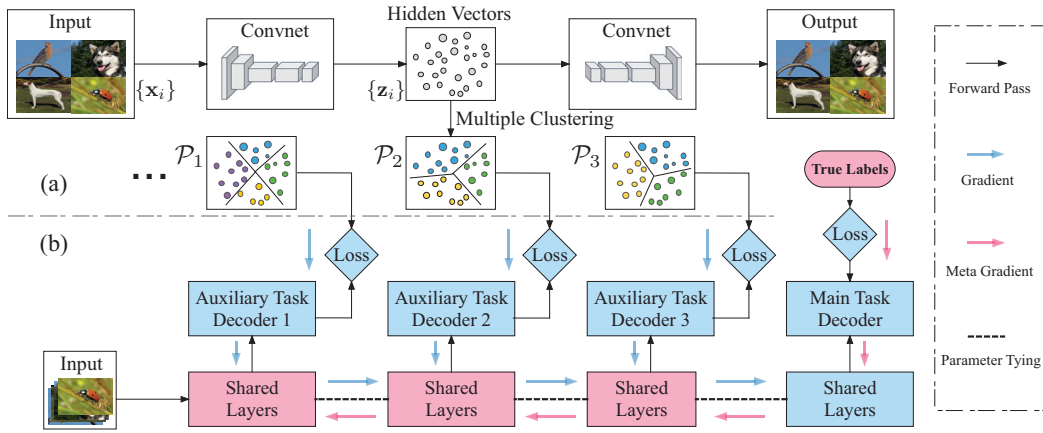 Input
Convnet
Hidden Vectors
Convnet
Output
{x_i}
{z_i}
Multiple Clustering
P_1
P_2
P_3
...
(a)
True Labels
(b)
Loss
Loss
Loss
Loss
Auxiliary Task
Decoder 1
Auxiliary Task
Decoder 2
Auxiliary Task
Decoder 3
Main Task
Decoder
Input
Shared
Layers
Shared
Layers
Shared
Layers
Shared
Layers
Forward Pass
Gradient
Meta Gradient
Parameter Tying